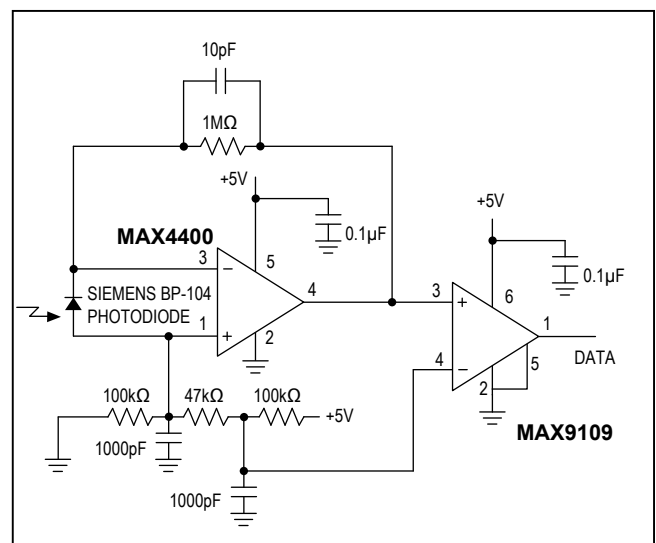 10pF
1MΩ
+5V
MAX4400
0.1µF
+5V
0.1µF
3
−
5
4
SIEMENS BP-104
PHOTODIODE
1
+
2
3
+
6
1
4
−
5
2
DATA
100kΩ
47kΩ
100kΩ
+5V
1000pF
MAX9109
1000pF